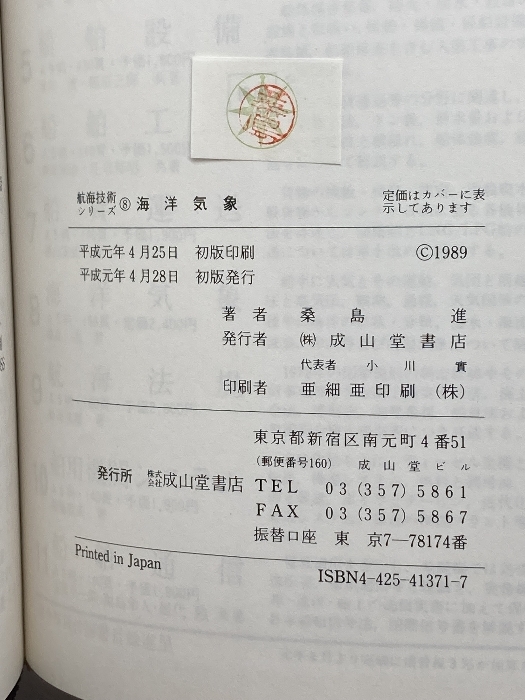 航海技術
シリーズ ⑧ 海洋気象
定価はカバーに表
示してあります
平成元年4月25日 初版印刷
©1989
平成元年4月28日 初版発行
著者 桑島進
発行者 ㈱ 成山堂書店
代表者 小川實
印刷者 亜細亜印刷（株）
東京都新宿区南元町4番51
（郵便番号160） 成山堂ビル
発行所 株式会社 成山堂書店
TEL 03(357)5861
FAX 03(357)5867
振替口座 東京7―78174番
Printed in Japan
ISBN4-425-41371-7